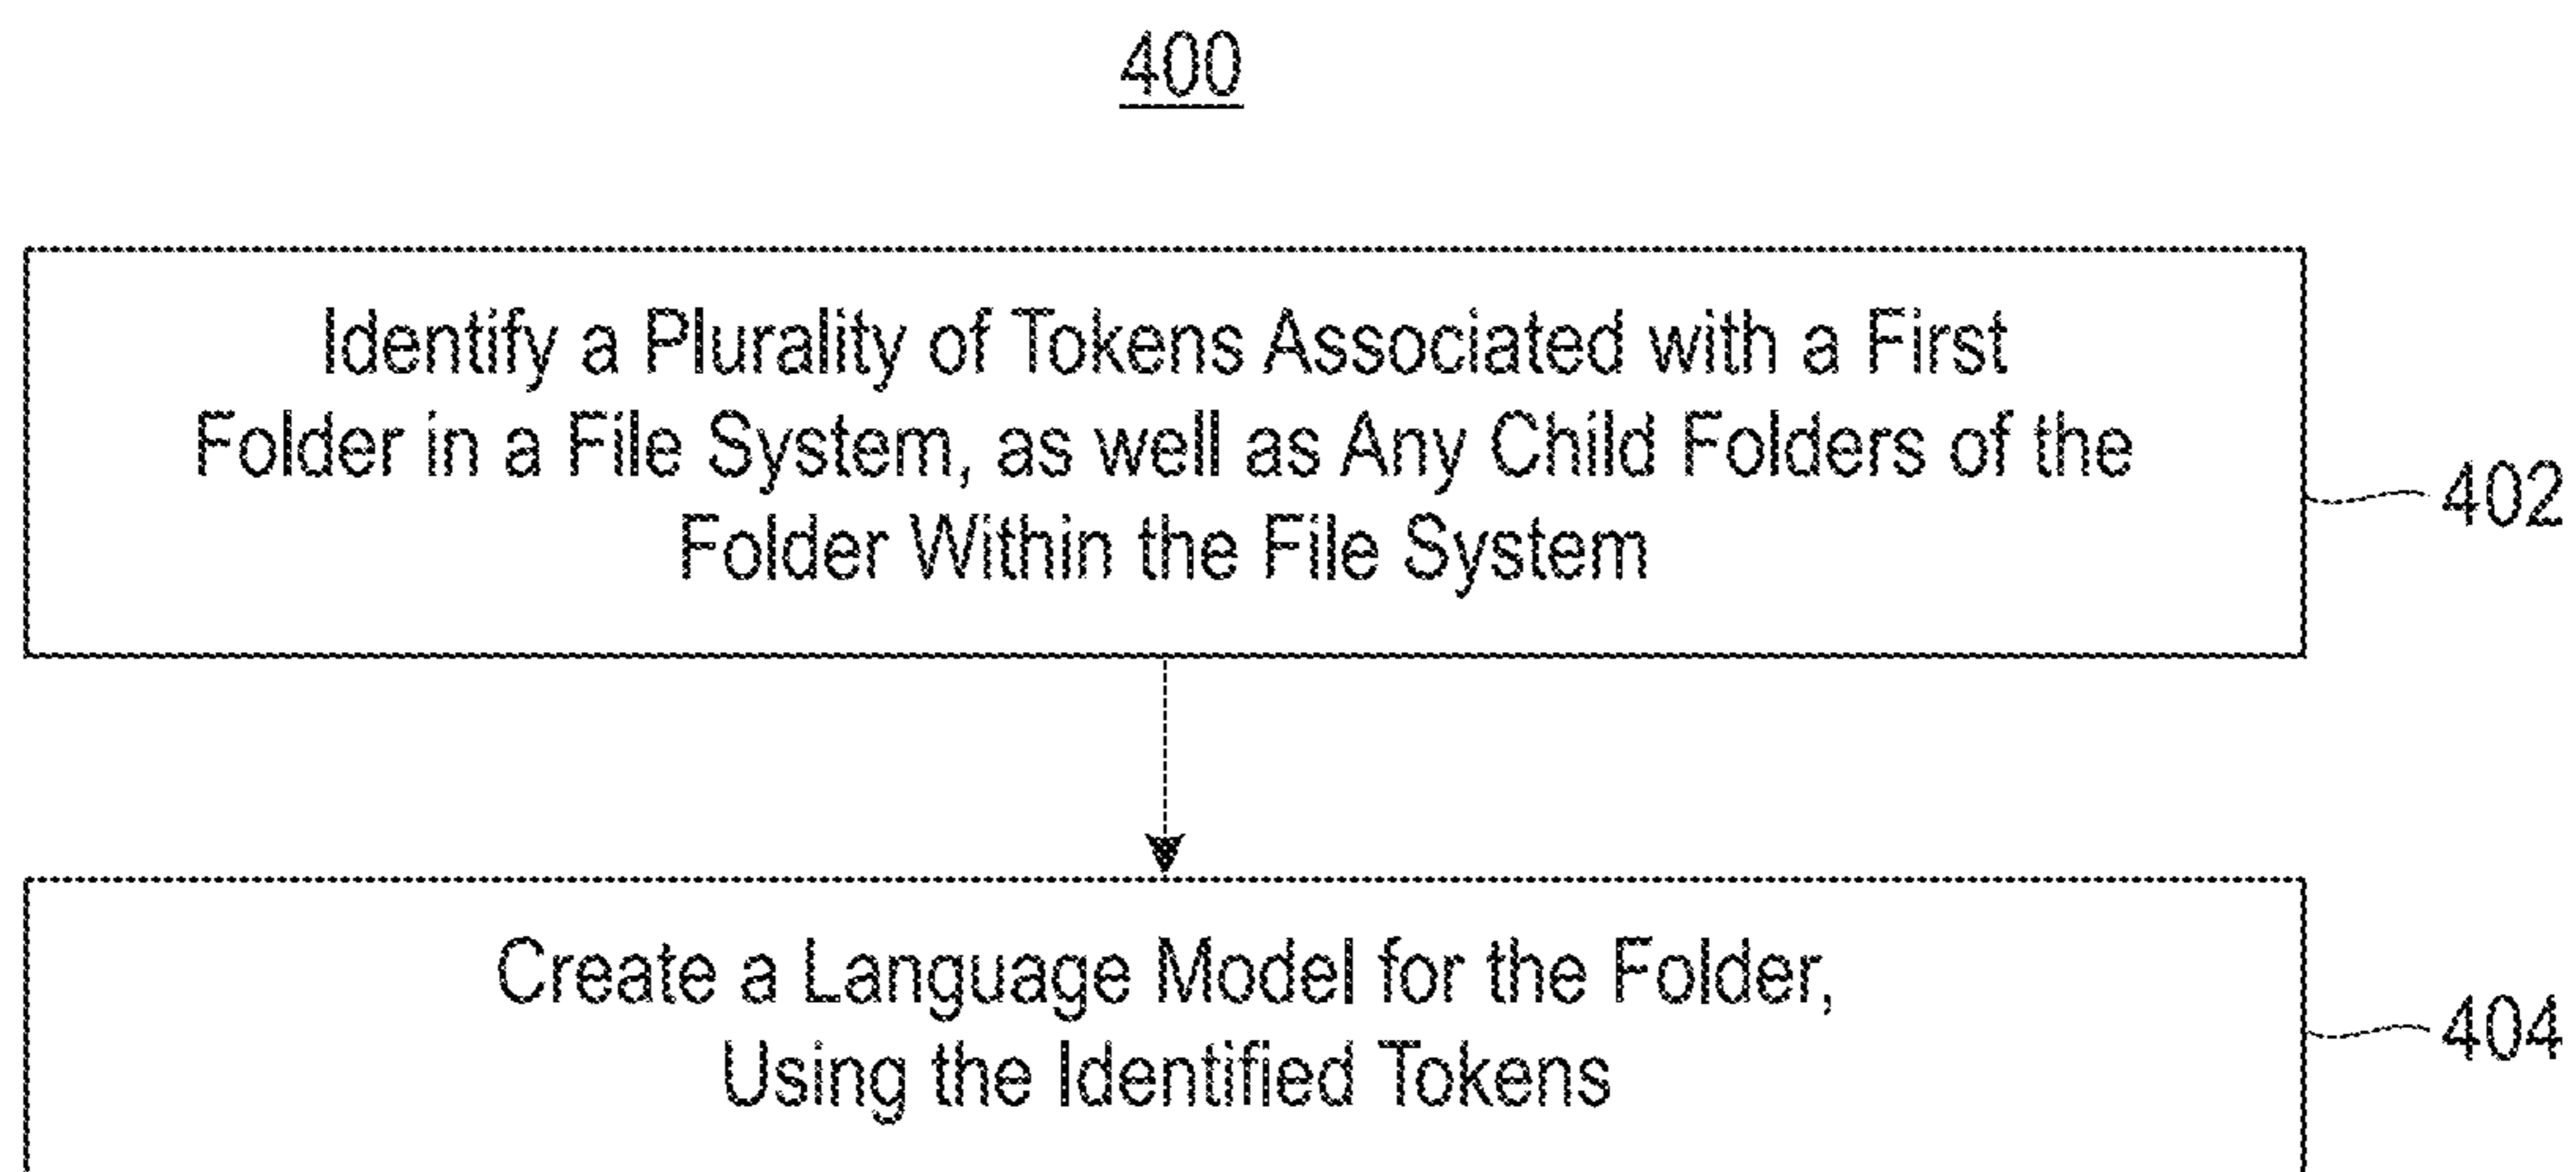 400
Identify a Plurality of Tokens Associated with a First
Folder in a File System, as well as Any Child Folders of the
Folder Within the File System
402
Create a Language Model for the Folder,
Using the Identified Tokens
404